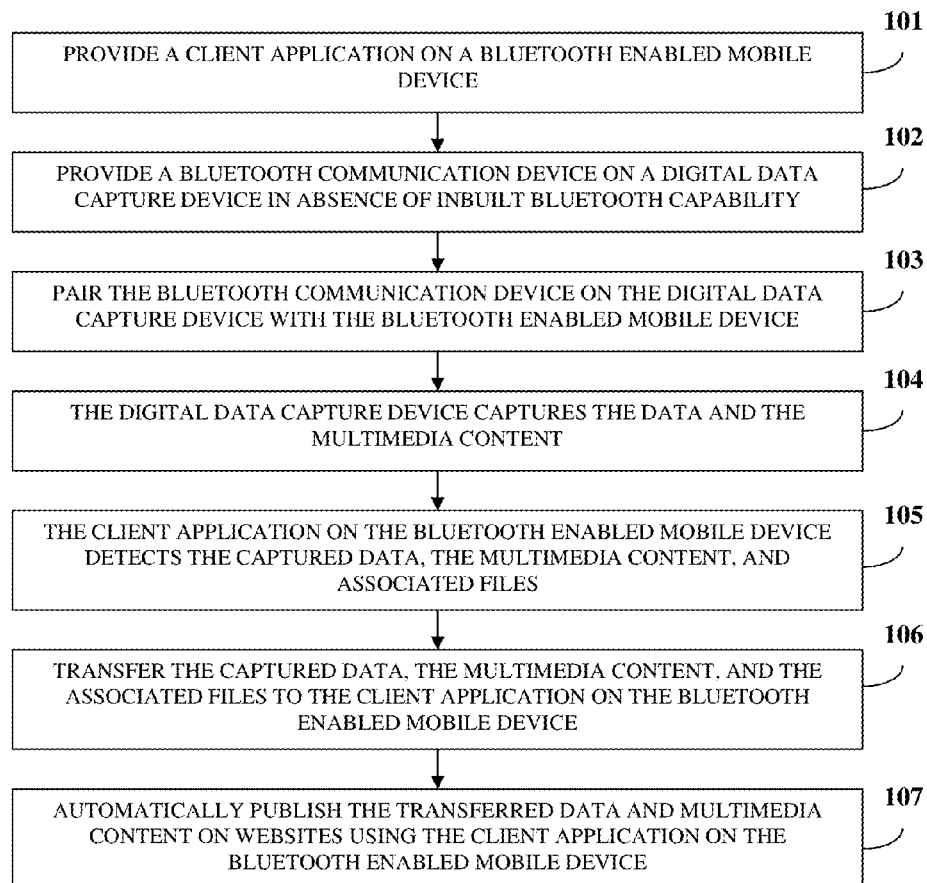 101
PROVIDE A CLIENT APPLICATION ON A BLUETOOTH ENABLED MOBILE
DEVICE
102
PROVIDE A BLUETOOTH COMMUNICATION DEVICE ON A DIGITAL DATA
CAPTURE DEVICE IN ABSENCE OF INBUILT BLUETOOTH CAPABILITY
103
PAIR THE BLUETOOTH COMMUNICATION DEVICE ON THE DIGITAL DATA
CAPTURE DEVICE WITH THE BLUETOOTH ENABLED MOBILE DEVICE
104
THE DIGITAL DATA CAPTURE DEVICE CAPTURES THE DATA AND THE
MULTIMEDIA CONTENT
105
THE CLIENT APPLICATION ON THE BLUETOOTH ENABLED MOBILE DEVICE
DETECTS THE CAPTURED DATA, THE MULTIMEDIA CONTENT, AND
ASSOCIATED FILES
106
TRANSFER THE CAPTURED DATA, THE MULTIMEDIA CONTENT, AND THE
ASSOCIATED FILES TO THE CLIENT APPLICATION ON THE BLUETOOTH
ENABLED MOBILE DEVICE
107
AUTOMATICALLY PUBLISH THE TRANSFERRED DATA AND MULTIMEDIA
CONTENT ON WEBSITES USING THE CLIENT APPLICATION ON THE
BLUETOOTH ENABLED MOBILE DEVICE